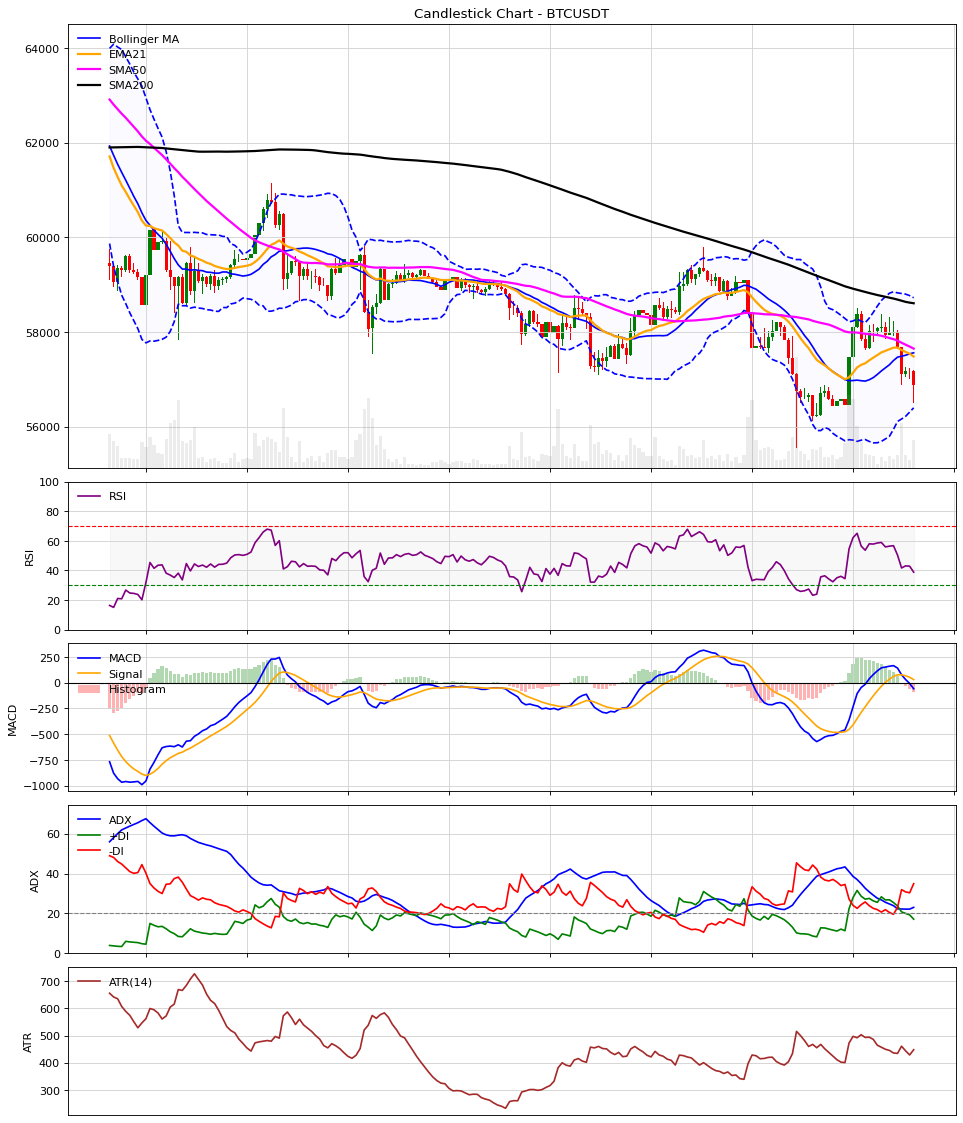 Candlestick Chart - BTCUSDT
64000
62000
60000
58000
56000
Bollinger MA
EMA21
SMA50
SMA200
100
80
60
40
20
0
RSI
RSI
250
0
−250
−500
−750
−1000
MACD
MACD
Signal
Histogram
60
40
20
0
ADX
ADX
+DI
-DI
700
600
500
400
300
ATR
ATR(14)